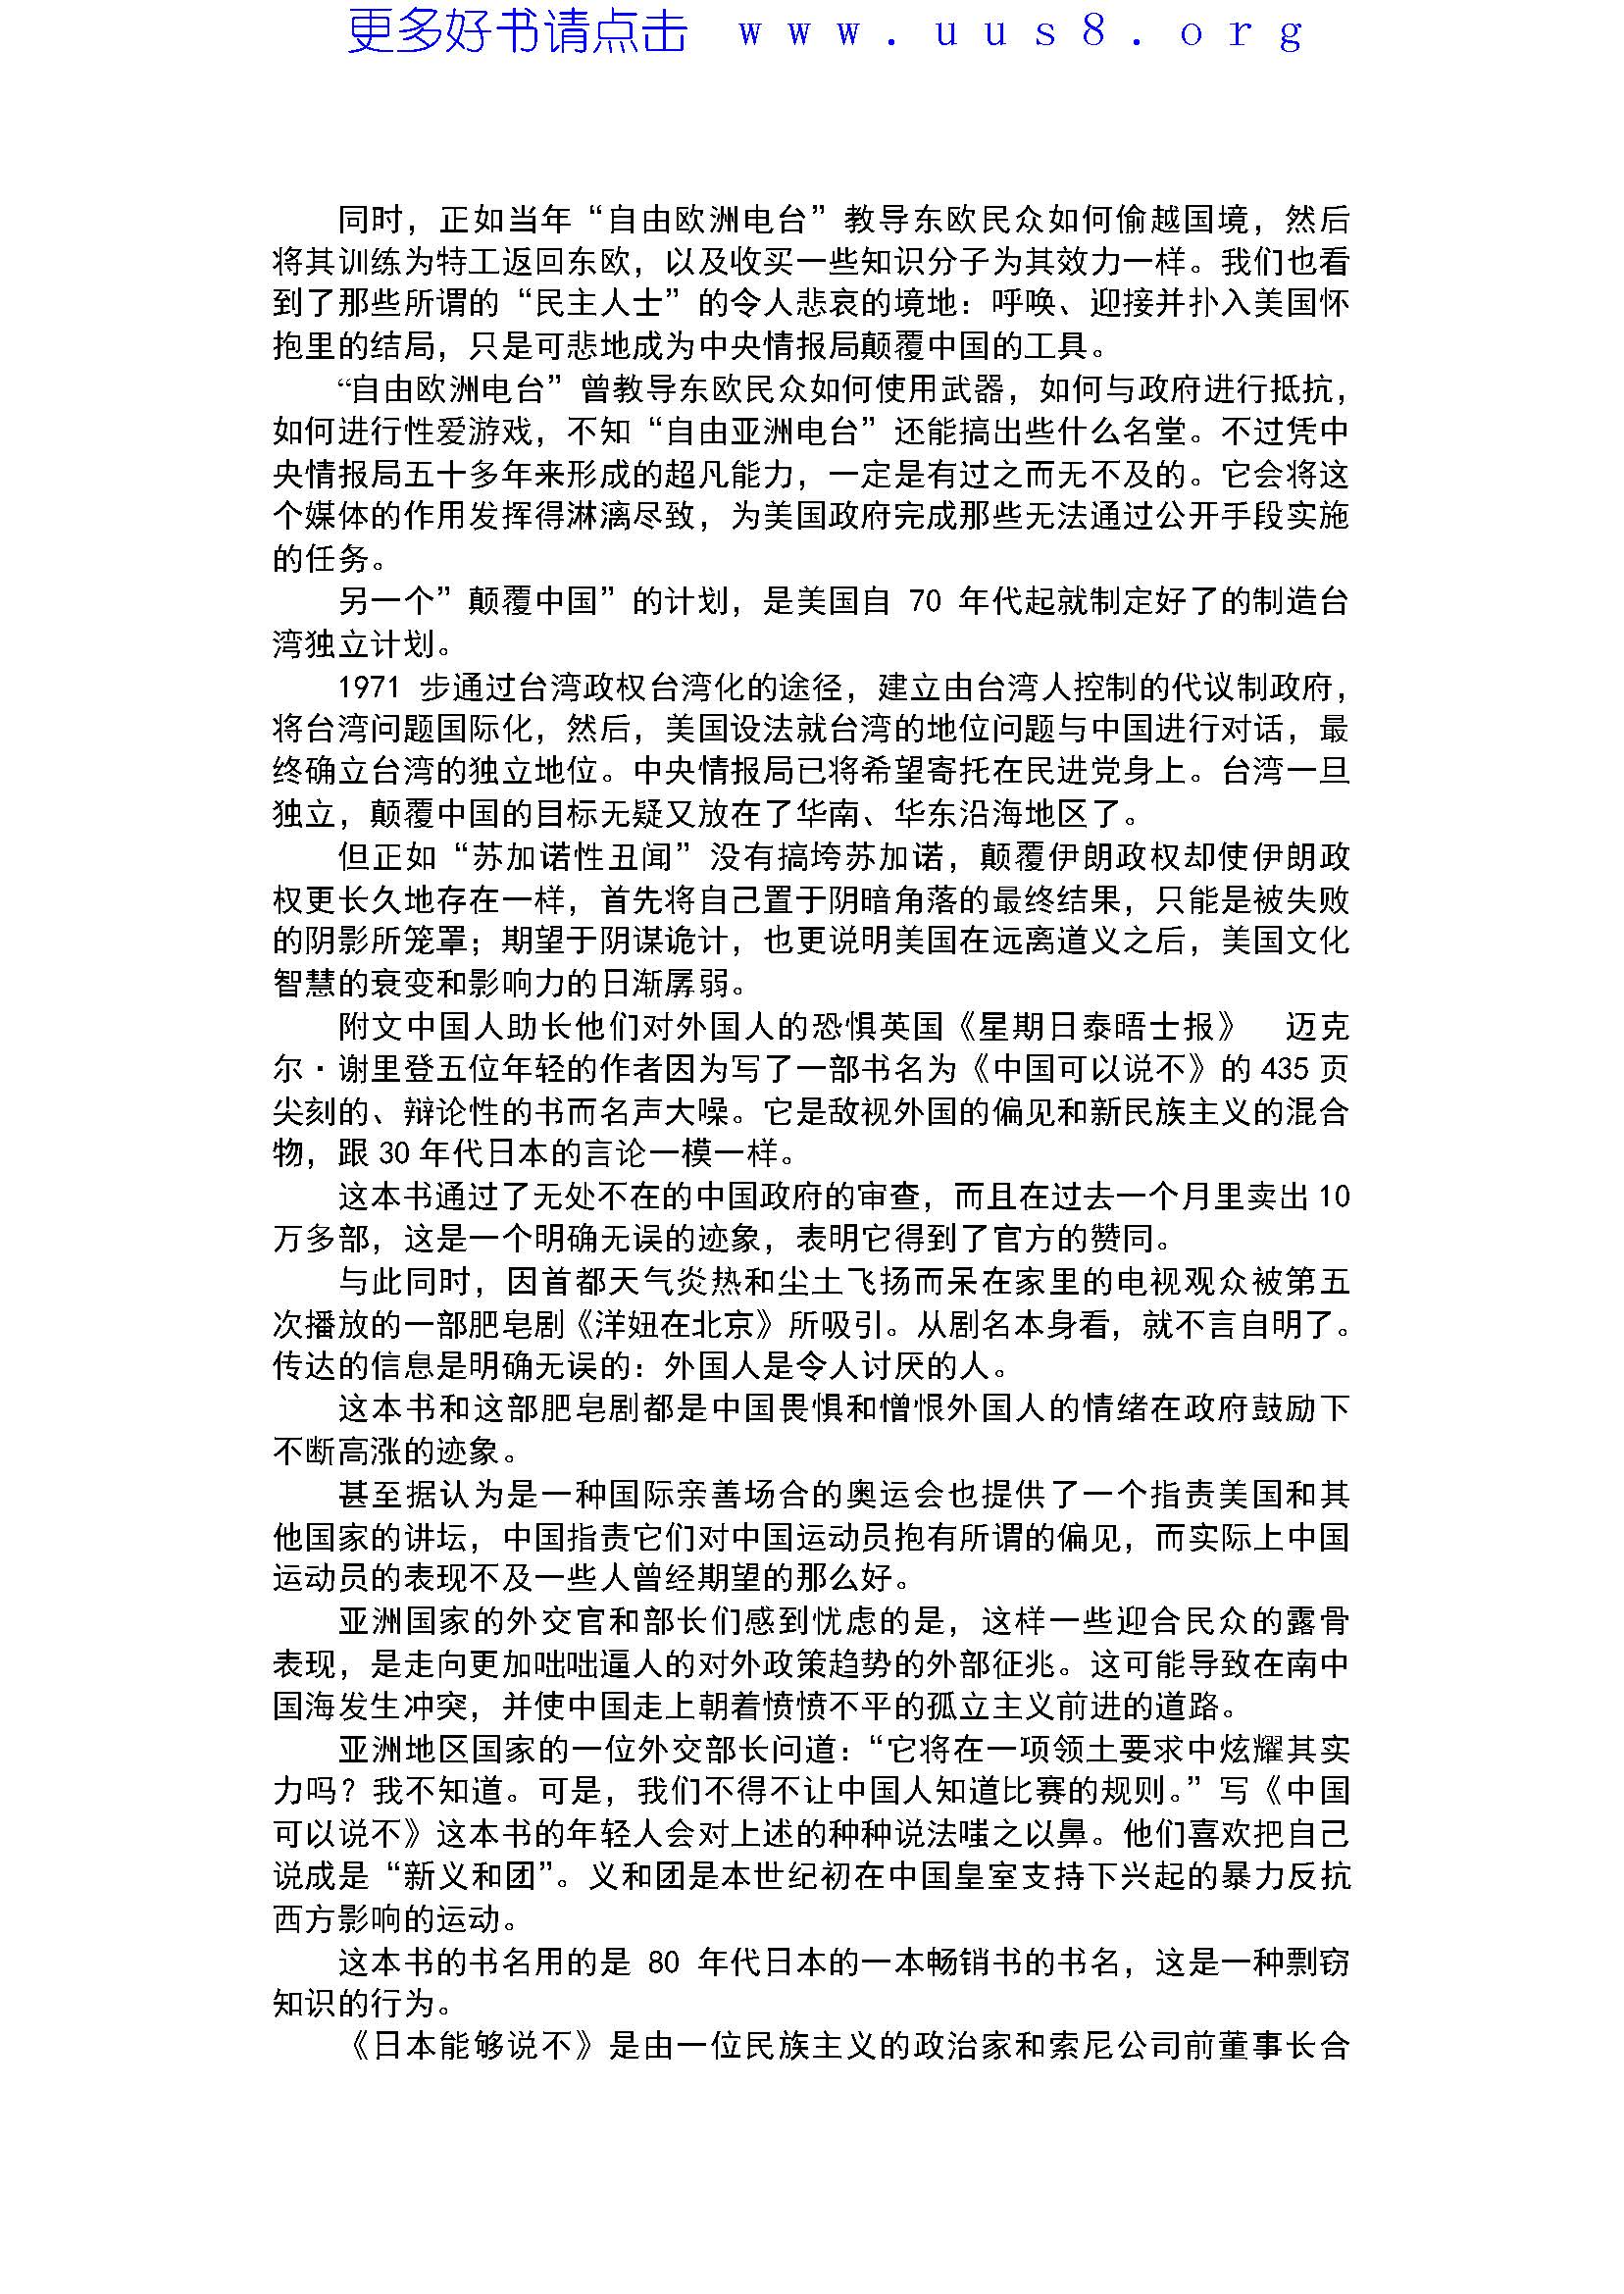 更多好书请点击 www.uus8.org
同时，正如当年“自由欧洲电台”教导东欧民众如何偷越国境，然后
将其训练为特工返回东欧，以及收买一些知识分子为其效力一样。我们也看
到了那些所谓的“民主人士”的令人悲哀的境地：呼唤、迎接并扑入美国怀
抱里的结局，只是可悲地成为中央情报局颠覆中国的工具。
“自由欧洲电台”曾教导东欧民众如何使用武器，如何与政府进行抵抗，
如何进行性爱游戏，不知“自由亚洲电台”还能搞出些什么名堂。不过凭中
央情报局五十多年来形成的超凡能力，一定是有过之而无不及的。它会将这
个媒体的作用发挥得淋漓尽致，为美国政府完成那些无法通过公开手段实施
的任务。
另一个”颠覆中国”的计划，是美国自 70 年代起就制定好了的制造台
湾独立计划。
1971 步通过台湾政权台湾化的途径，建立由台湾人控制的代议制政府，
将台湾问题国际化，然后，美国设法就台湾的地位问题与中国进行对话，最
终确立台湾的独立地位。中央情报局已将希望寄托在民进党身上。台湾一旦
独立，颠覆中国的目标无疑又放在了华南、华东沿海地区了。
但正如“苏加诺性丑闻”没有搞垮苏加诺，颠覆伊朗政权却使伊朗政
权更长久地存在一样，首先将自己置于阴暗角落的最终结果，只能是被失败
的阴影所笼罩；期望于阴谋诡计，也更说明美国在远离道义之后，美国文化
智慧的衰变和影响力的日渐孱弱。
附文中国人助长他们对外国人的恐惧英国《星期日泰晤士报》　迈克
尔·谢里登五位年轻的作者因为写了一部书名为《中国可以说不》的 435 页
尖刻的、辩论性的书而名声大噪。它是敌视外国的偏见和新民族主义的混合
物，跟 30 年代日本的言论一模一样。
这本书通过了无处不在的中国政府的审查，而且在过去一个月里卖出 10
万多部，这是一个明确无误的迹象，表明它得到了官方的赞同。
与此同时，因首都天气炎热和尘土飞扬而呆在家里的电视观众被第五
次播放的一部肥皂剧《洋妞在北京》所吸引。从剧名本身看，就不言自明了。
传达的信息是明确无误的：外国人是令人讨厌的人。
这本书和这部肥皂剧都是中国畏惧和憎恨外国人的情绪在政府鼓励下
不断高涨的迹象。
甚至据认为是一种国际亲善场合的奥运会也提供了一个指责美国和其
他国家的讲坛，中国指责它们对中国运动员抱有所谓的偏见，而实际上中国
运动员的表现不及一些人曾经期望的那么好。
亚洲国家的外交官和部长们感到忧虑的是，这样一些迎合民众的露骨
表现，是走向更加咄咄逼人的对外政策趋势的外部征兆。这可能导致在南中
国海发生冲突，并使中国走上朝着愤愤不平的孤立主义前进的道路。
亚洲地区国家的一位外交部长问道：“它将在一项领土要求中炫耀其实
力吗？我不知道。可是，我们不得不让中国人知道比赛的规则。”写《中国
可以说不》这本书的年轻人会对上述的种种说法嗤之以鼻。他们喜欢把自己
说成是“新义和团”。义和团是本世纪初在中国皇室支持下兴起的暴力反抗
西方影响的运动。
这本书的书名用的是 80 年代日本的一本畅销书的书名，这是一种剽窃
知识的行为。
《日本能够说不》是由一位民族主义的政治家和索尼公司前董事长合